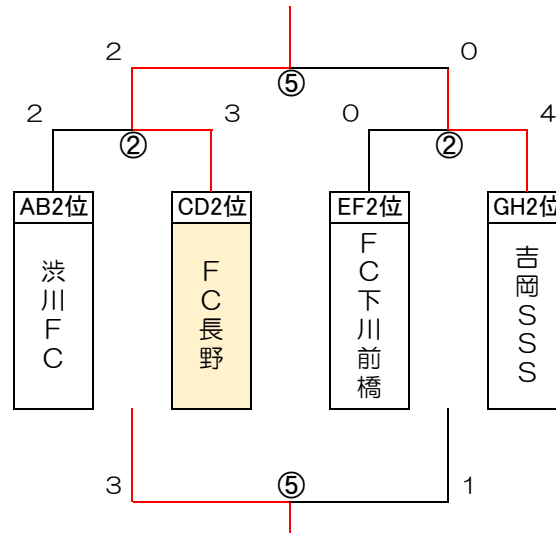 2 0
⑤
2 3 0 4
② ②
AB2位 CD2位 EF2位 GH2位
渋川FC
FC長野
FC下川前橋
吉岡SSS
3 ⑤ 1